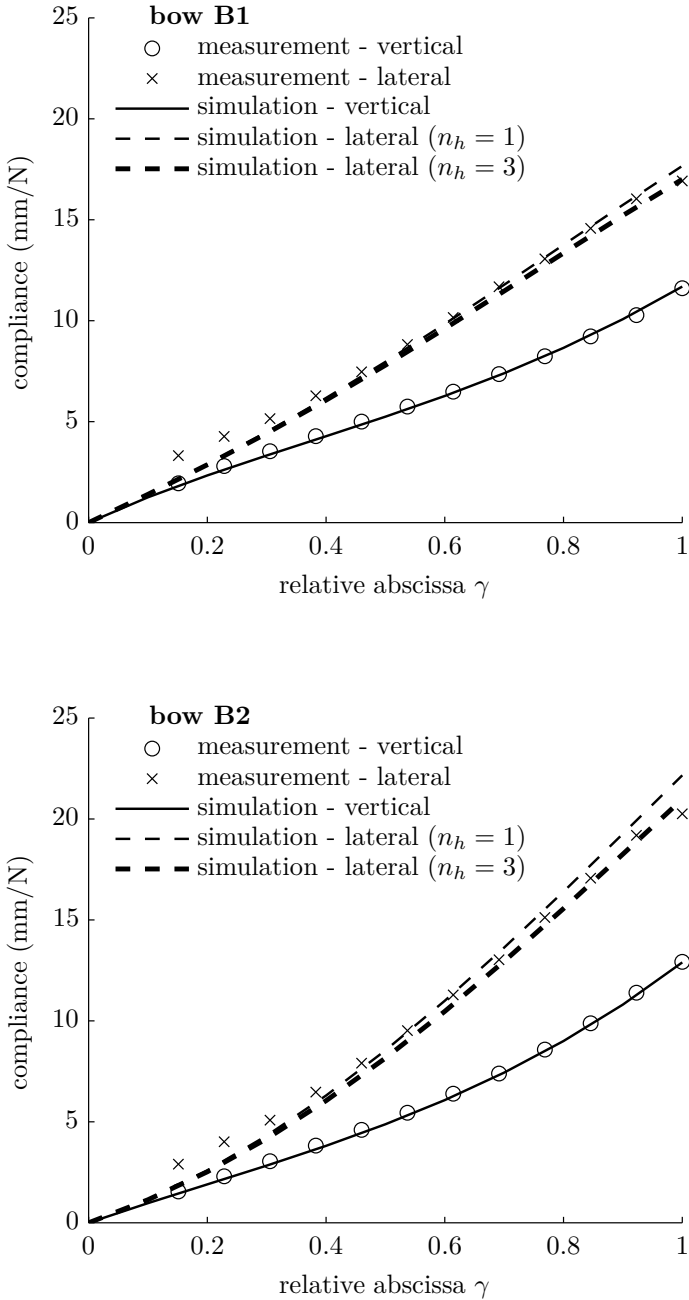 bow B1
measurement - vertical
measurement - lateral
simulation - vertical
simulation - lateral (n_h = 1)
simulation - lateral (n_h = 3)
25
20
15
10
5
0
compliance (mm/N)
0 0.2 0.4 0.6 0.8 1
relative abscissa γ
bow B2
measurement - vertical
measurement - lateral
simulation - vertical
simulation - lateral (n_h = 1)
simulation - lateral (n_h = 3)
25
20
15
10
5
0
compliance (mm/N)
0 0.2 0.4 0.6 0.8 1
relative abscissa γ